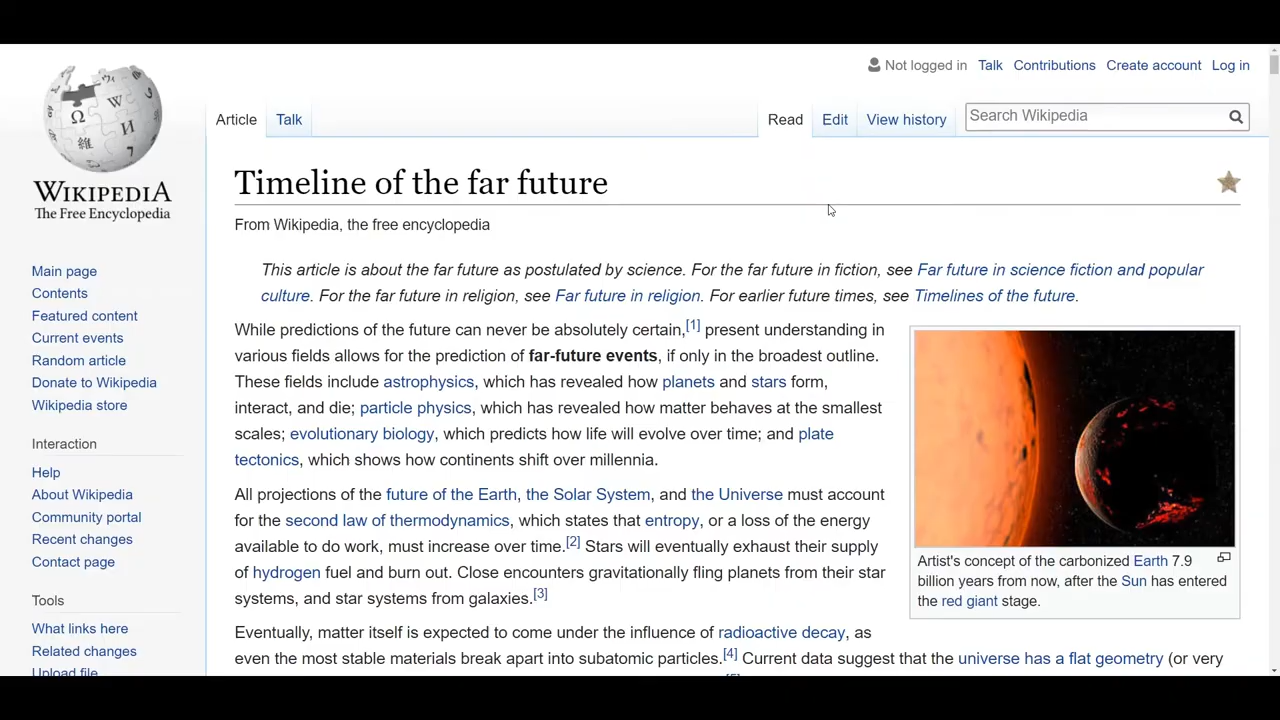 Not logged in Talk Contributions Create account Log in
Article Talk Read Edit View history Search Wikipedia
WIKIPEDIA
The Free Encyclopedia
Main page
Contents
Featured content
Current events
Random article
Donate to Wikipedia
Wikipedia store
Interaction
Help
About Wikipedia
Community portal
Recent changes
Contact page
Tools
What links here
Related changes
Upload file
Timeline of the far future
From Wikipedia, the free encyclopedia
This article is about the far future as postulated by science. For the far future in fiction, see Far future in science fiction and popular
culture. For the far future in religion, see Far future in religion. For earlier future times, see Timelines of the future.
While predictions of the future can never be absolutely certain,[1] present understanding in
various fields allows for the prediction of far-future events, if only in the broadest outline.
These fields include astrophysics, which has revealed how planets and stars form,
interact, and die; particle physics, which has revealed how matter behaves at the smallest
scales; evolutionary biology, which predicts how life will evolve over time; and plate
tectonics, which shows how continents shift over millennia.
All projections of the future of the Earth, the Solar System, and the Universe must account
for the second law of thermodynamics, which states that entropy, or a loss of the energy
available to do work, must increase over time.[2] Stars will eventually exhaust their supply
of hydrogen fuel and burn out. Close encounters gravitationally fling planets from their star
systems, and star systems from galaxies.[3]
Eventually, matter itself is expected to come under the influence of radioactive decay, as
even the most stable materials break apart into subatomic particles.[4] Current data suggest that the universe has a flat geometry (or very
Artist's concept of the carbonized Earth 7.9
billion years from now, after the Sun has entered
the red giant stage.